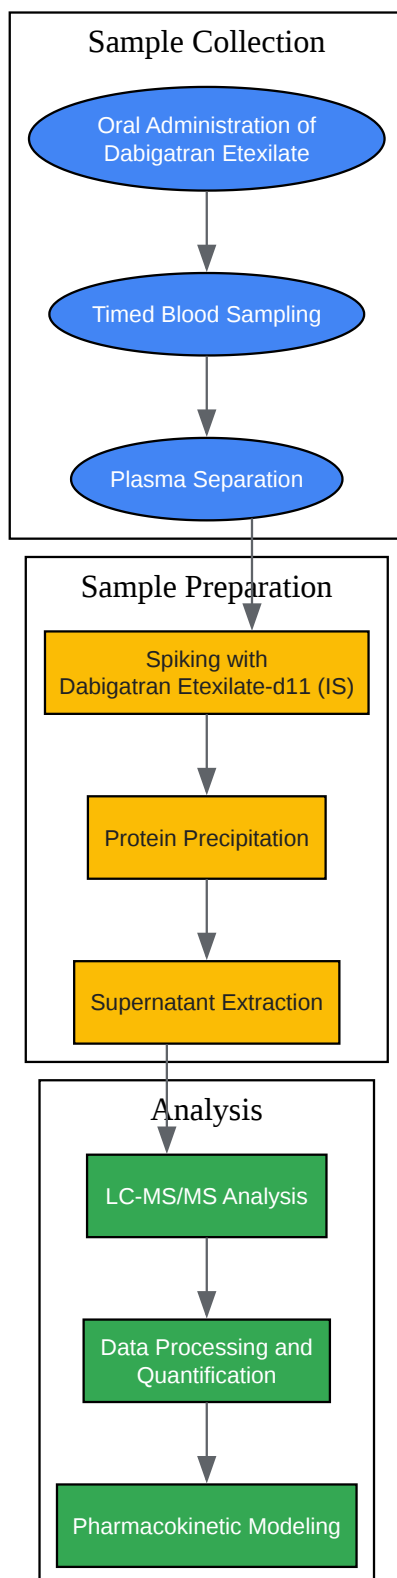 Sample Collection
Oral Administration of
Dabigatran Etexilate
Timed Blood Sampling
Plasma Separation
Sample Preparation
Spiking with
Dabigatran Etexilate-d11 (IS)
Protein Precipitation
Supernatant Extraction
Analysis
LC-MS/MS Analysis
Data Processing and
Quantification
Pharmacokinetic Modeling